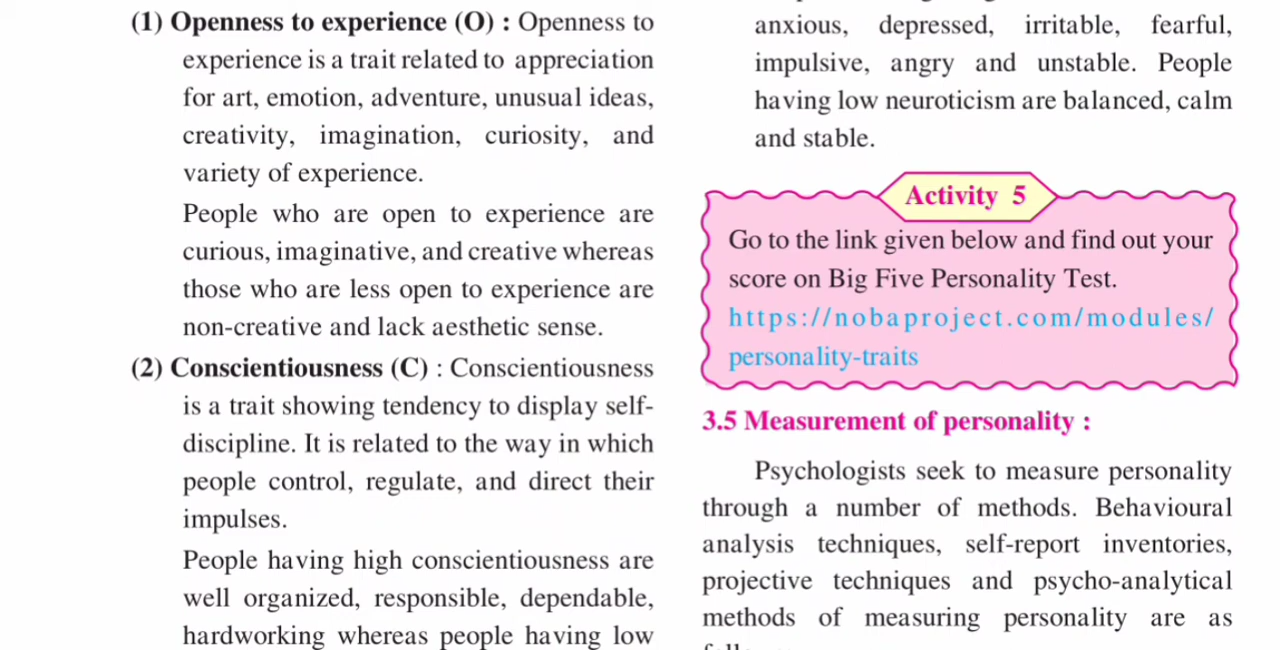 (1) Openness to experience (O) : Openness to
experience is a trait related to appreciation
for art, emotion, adventure, unusual ideas,
creativity, imagination, curiosity, and
variety of experience.
People who are open to experience are
curious, imaginative, and creative whereas
those who are less open to experience are
non-creative and lack aesthetic sense.
(2) Conscientiousness (C) : Conscientiousness
is a trait showing tendency to display self-
discipline. It is related to the way in which
people control, regulate, and direct their
impulses.
People having high conscientiousness are
well organized, responsible, dependable,
hardworking whereas people having low
anxious, depressed, irritable, fearful,
impulsive, angry and unstable. People
having low neuroticism are balanced, calm
and stable.
Activity 5
Go to the link given below and find out your
score on Big Five Personality Test.
https://nobaproject.com/modules/
personality-traits
3.5 Measurement of personality :
Psychologists seek to measure personality
through a number of methods. Behavioural
analysis techniques, self-report inventories,
projective techniques and psycho-analytical
methods of measuring personality are as